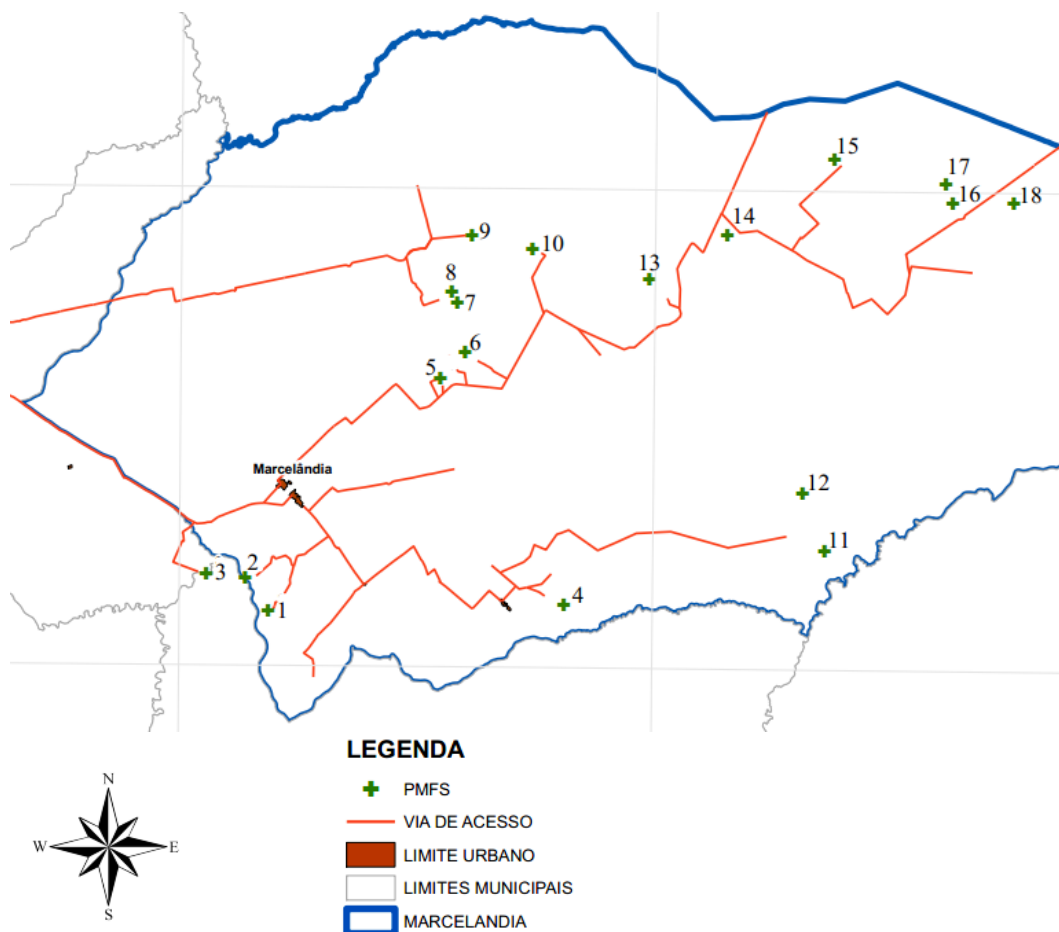 15
17
16
18
14
9
10
13
8
7
6
5
Marcelândia
12
11
3
2
4
1
LEGENDA
PMFS
VIA DE ACESSO
LIMITE URBANO
LIMITES MUNICIPAIS
MARCELANDIA
N
W
E
S